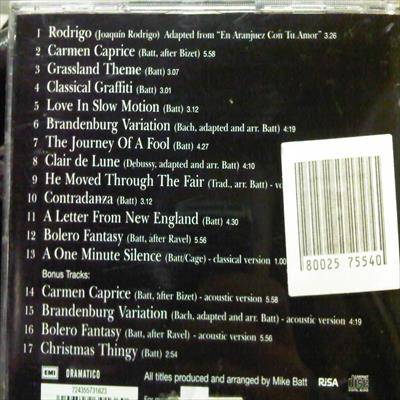 1 Rodrigo (Joaquín Rodrigo) Adapted from "En Aranjuez Con Tu Amor" 3:26
2 Carmen Caprice (Batt, after Bizet) 5:58
3 Grassland Theme (Batt) 3.07
4 Classical Graffiti (Batt) 3.01
5 Love In Slow Motion (Batt) 3.12
6 Brandenburg Variation (Bach, adapted and arr. Batt) 4:19
7 The Journey Of A Fool (Batt) 4.27
8 Clair de Lune (Debussy, adapted and arr. Batt) 4:10
9 He Moved Through The Fair (Trad., arr. Batt) -
10 Contradanza (Batt) 3.12
11 A Letter From New England (Batt) 4.30
12 Bolero Fantasy (Batt, after Ravel) 5.56
13 A One Minute Silence (Batt/Cage) - classical version 1.00
80025 75540
Bonus Tracks:
14 Carmen Caprice (Batt, after Bizet) - acoustic version 5.58
15 Brandenburg Variation (Bach, adapted and arr. Batt) - acoustic version 4:19
16 Bolero Fantasy (Batt, after Ravel) - acoustic version 5.56
17 Christmas Thingy (Batt) 2:54
EMI DRAMATICO All titles produced and arranged by Mike Batt RiSA
724355731623